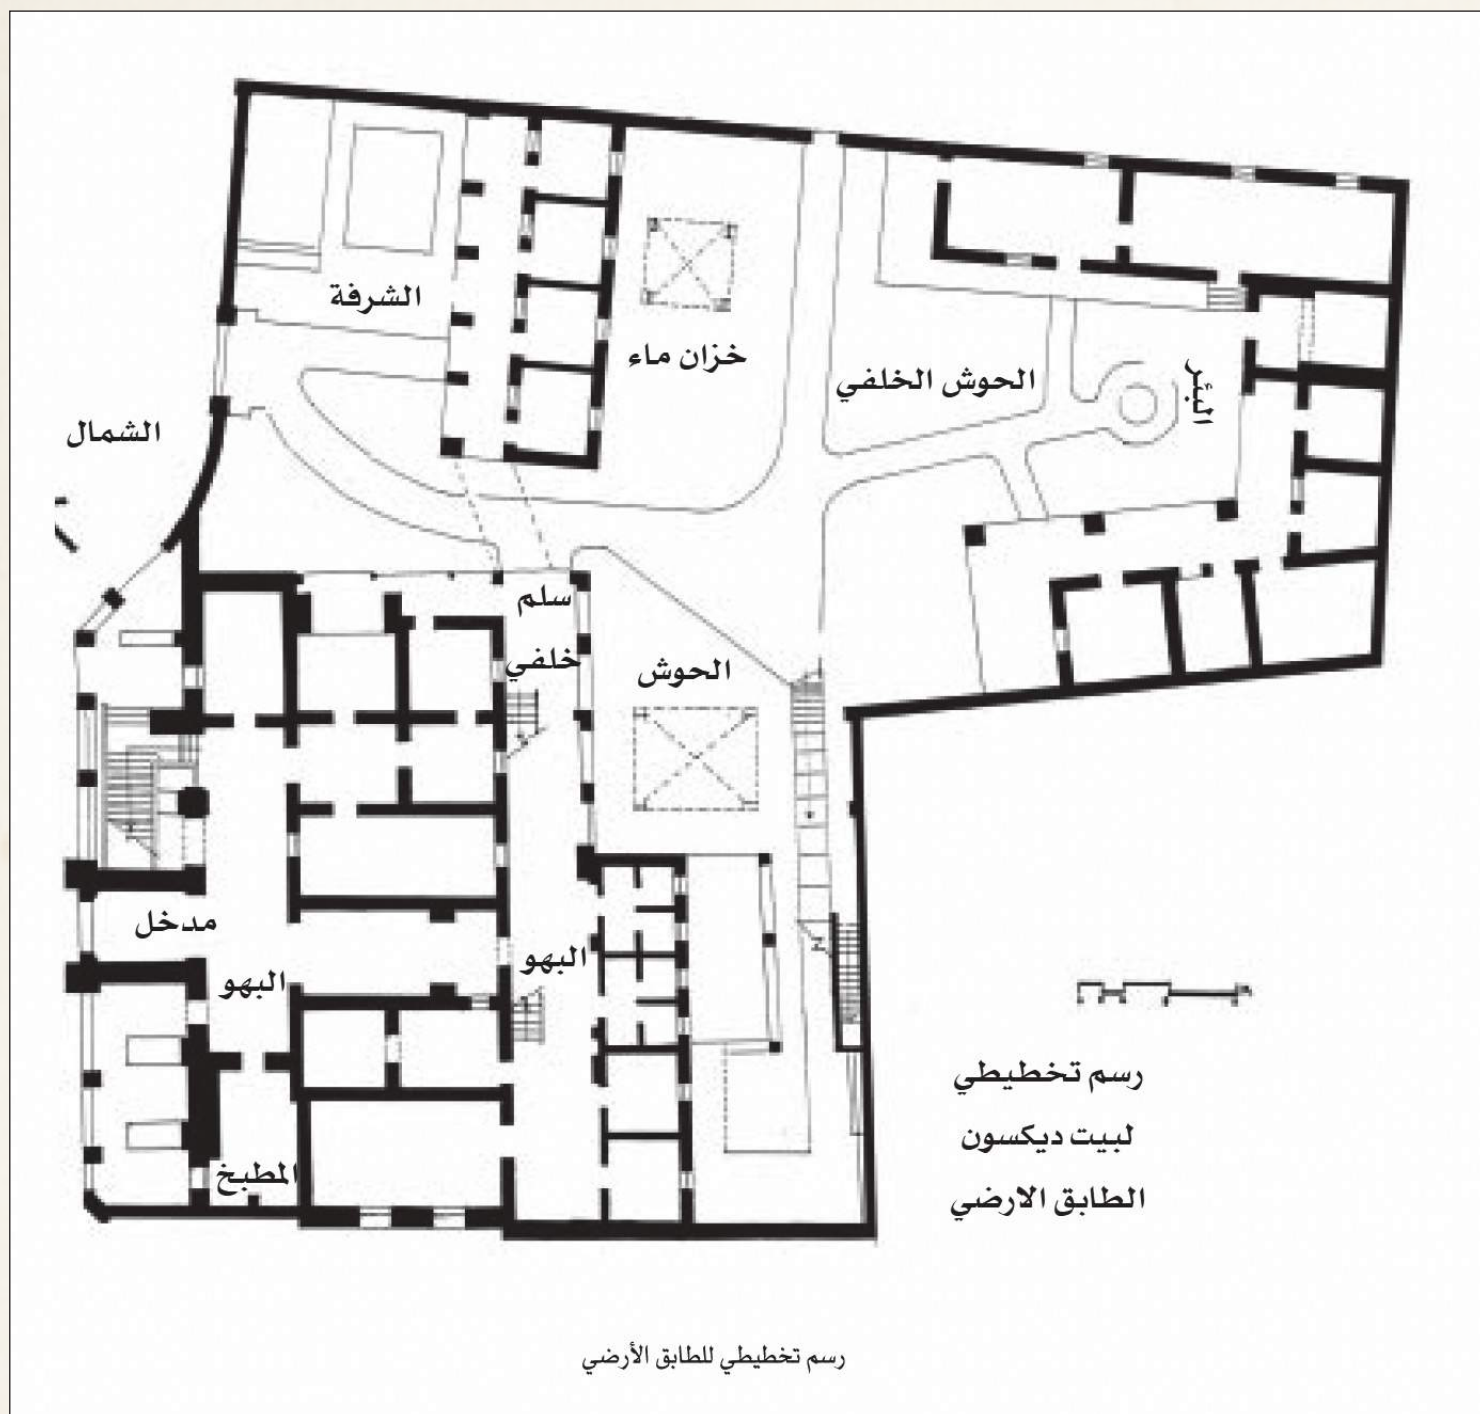 الشرفة
خزان ماء
الحوش الخلفي
البئر
الشمال
سلم
خلفي
الحوش
مدخل
البهو
البهو
المطبخ
رسم تخطيطي
لبيت ديكسون
الطابق الارضي
رسم تخطيطي للطابق الأرضي